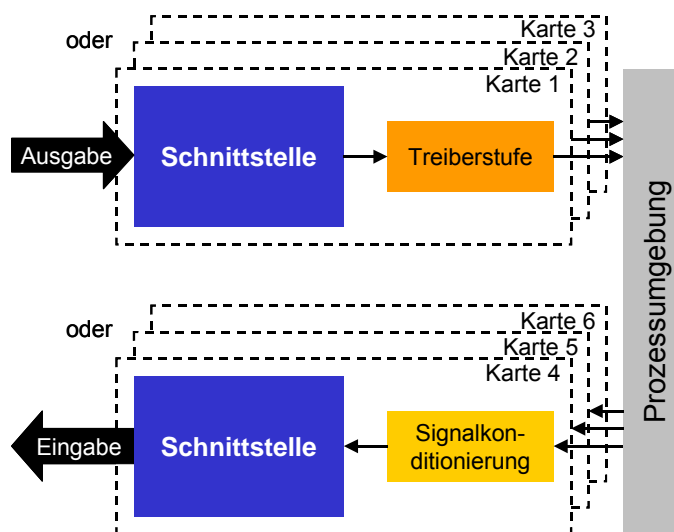 oder
Karte 3
Karte 2
Karte 1
Ausgabe
Schnittstelle
Treiberstufe
Prozessumgebung
oder
Karte 6
Karte 5
Karte 4
Eingabe
Schnittstelle
Signalkon-
ditionierung